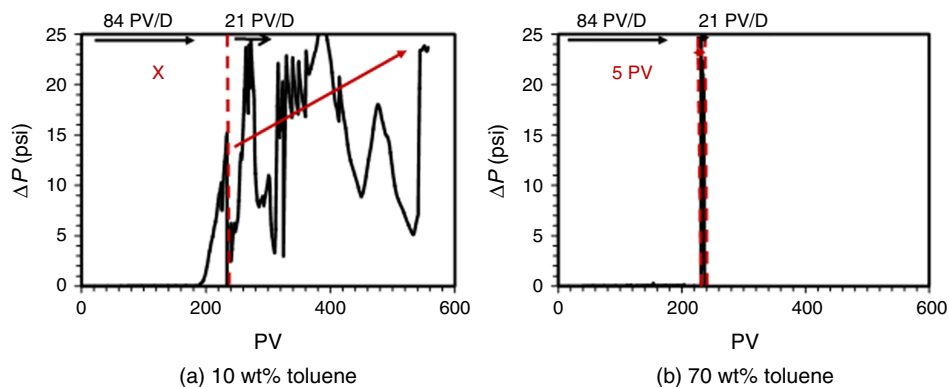 84 PV/D 21 PV/D
X
25
20
15
10
5
0
ΔP (psi)
0 200 400 600
PV
(a) 10 wt% toluene
84 PV/D 21 PV/D
5 PV
25
20
15
10
5
0
ΔP (psi)
0 200 400 600
PV
(b) 70 wt% toluene